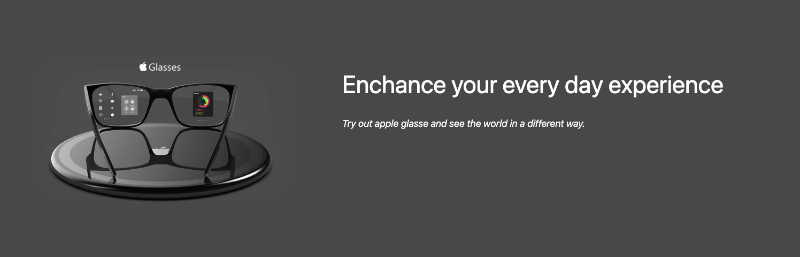 Glasses
Enchance your every day experience
Try out apple glasse and see the world in a different way.